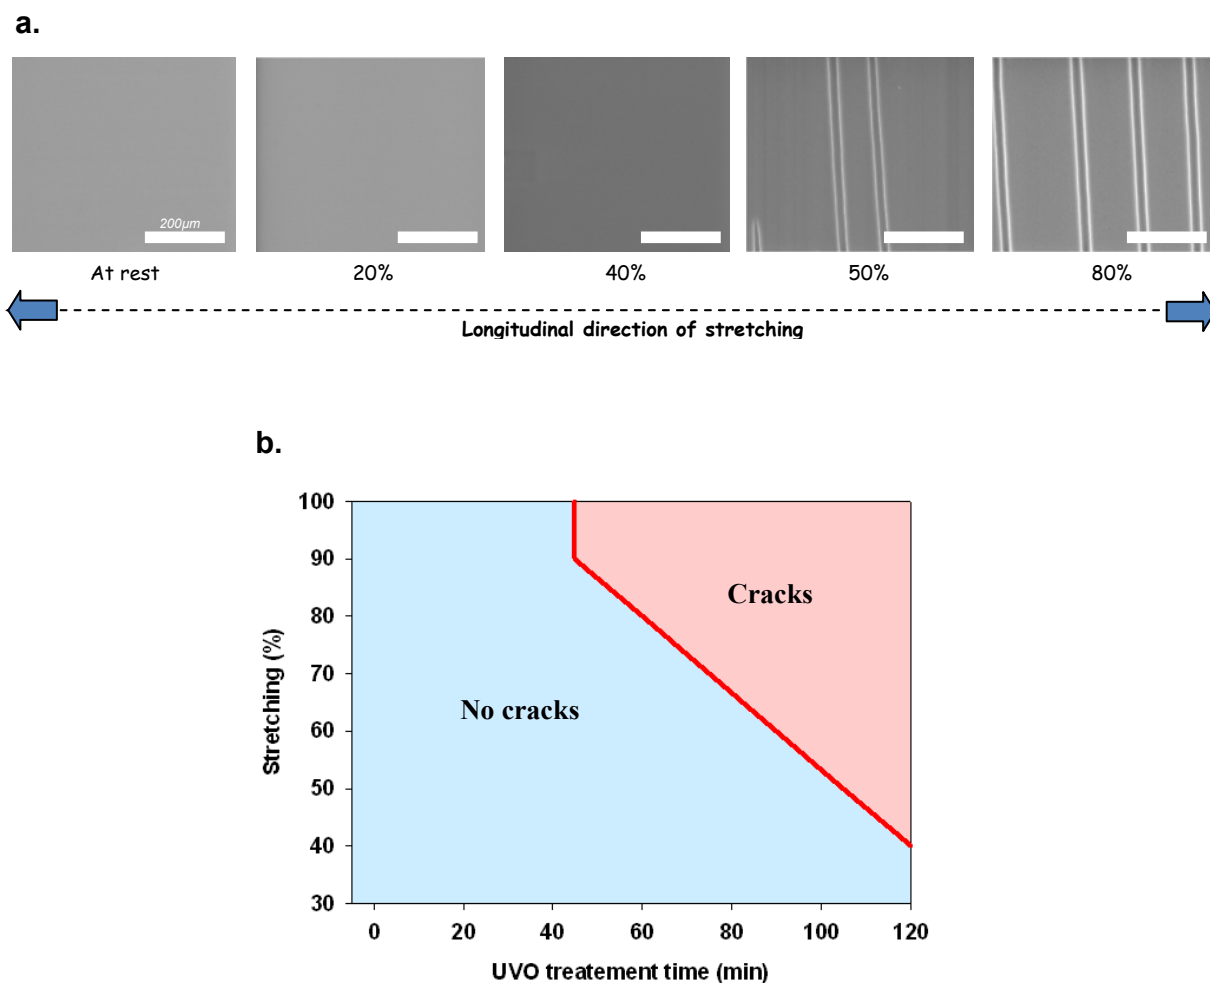 a.
200µm
At rest
20%
40%
50%
80%
Longitudinal direction of stretching
b.
100
90
80
70
60
50
40
30
Stretching (%)
Cracks
No cracks
0
20
40
60
80
100
120
UVO treatement time (min)